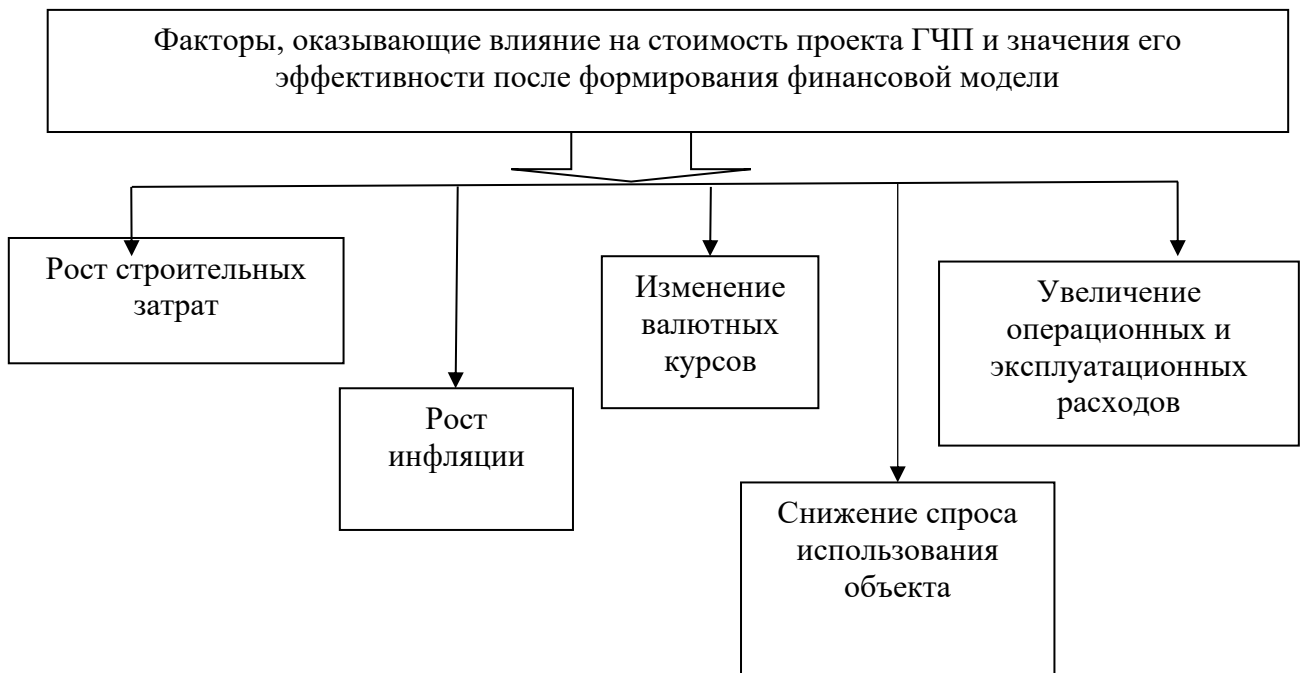 Факторы, оказывающие влияние на стоимость проекта ГЧП и значения его
эффективности после формирования финансовой модели
Рост строительных
затрат
Рост
инфляции
Изменение
валютных
курсов
Снижение спроса
использования
объекта
Увеличение
операционных и
эксплуатационных
расходов